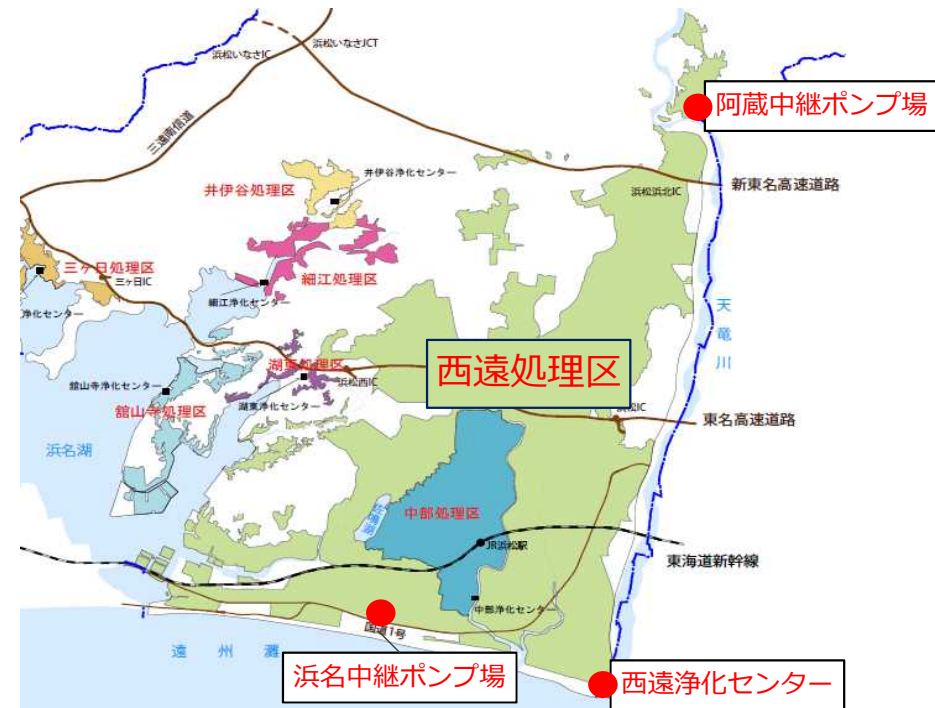 浜松いなさJCT
浜松いなさIC
三遠南信道
阿蔵中継ポンプ場
井伊谷浄化センター
井伊谷処理区
浜松浜北IC
新東名高速道路
三ヶ日処理区
三ヶ日IC
細江処理区
細江浄化センター
浄化センター
天竜川
湖東処理区
西遠処理区
浜松西IC
舘山寺浄化センター
湖東浄化センター
舘山寺処理区
浜松IC
東名高速道路
浜名湖
中部処理区
佐鳴湖
JR浜松駅
東海道新幹線
中部浄化センター
国道1号
遠州灘
浜名中継ポンプ場
西遠浄化センター